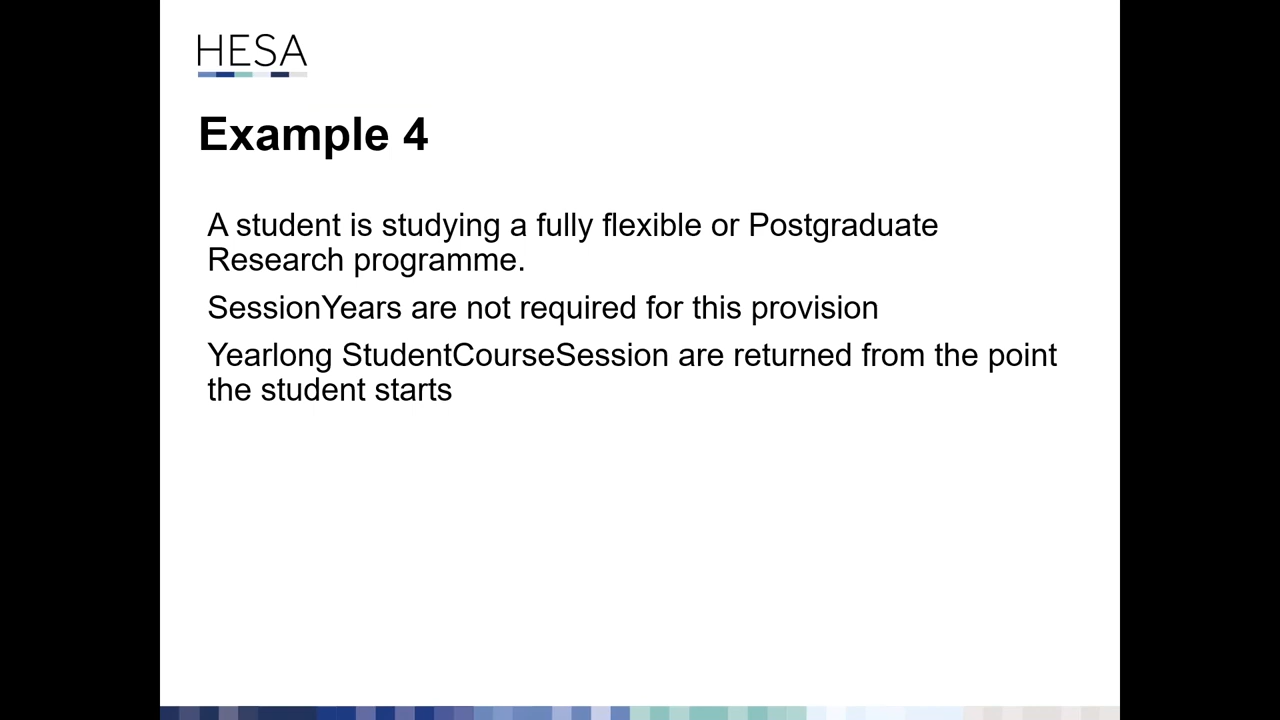 HESA
Example 4
A student is studying a fully flexible or Postgraduate
Research programme.
SessionYears are not required for this provision
Yearlong StudentCourseSession are returned from the point
the student starts